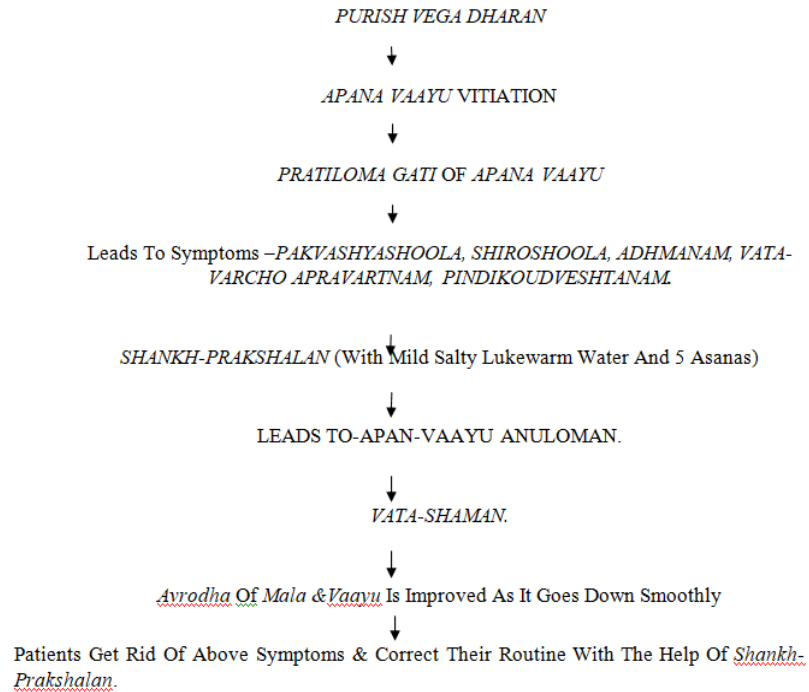 PURISH VEGA DHARAN
APANA VAAYU VITIATION
PRATILOMA GATI OF APANA VAAYU
Leads To Symptoms –PAKVASHYASHOOLA, SHIROSHOOLA, ADHMANAM, VATA-
VARCHO APRAVARTNAM, PINDIKOUDVESHTANAM.
SHANKH-PRAKSHALAN (With Mild Salty Lukewarm Water And 5 Asanas)
LEADS TO-APAN-VAAYU ANULOMAN.
VATA-SHAMAN.
Avrodha Of Mala &Vaayu Is Improved As It Goes Down Smoothly
Patients Get Rid Of Above Symptoms & Correct Their Routine With The Help Of Shankh-
Prakshalan.